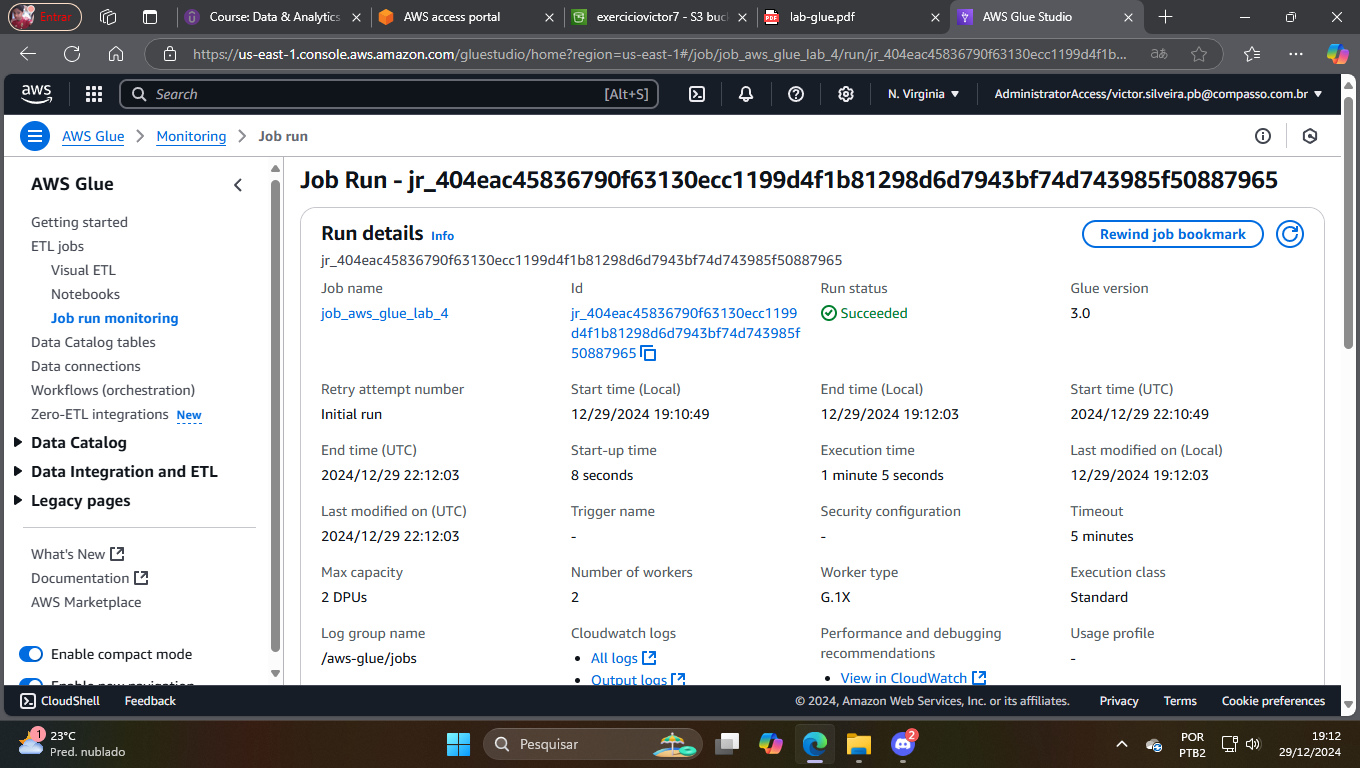 Entrar
Course: Data & Analytics
AWS access portal
exerciciovictor7 - S3 buc
lab-glue.pdf
AWS Glue Studio
https://us-east-1.console.aws.amazon.com/gluestudio/home?region=us-east-1#/job/job_aws_glue_lab_4/run/jr_404eac45836790f63130ecc1199d4f1b...
aws
Search
[Alt+S]
N. Virginia
AdministratorAccess/victor.silveira.pb@compasso.com.br
AWS Glue
Monitoring
Job run
AWS Glue
Getting started
ETL jobs
Visual ETL
Notebooks
Job run monitoring
Data Catalog tables
Data connections
Workflows (orchestration)
Zero-ETL integrations New
Data Catalog
Data Integration and ETL
Legacy pages
What's New
Documentation
AWS Marketplace
Enable compact mode
Enable new navigation
Job Run - jr_404eac45836790f63130ecc1199d4f1b81298d6d7943bf74d743985f50887965
Run details Info
Rewind job bookmark
jr_404eac45836790f63130ecc1199d4f1b81298d6d7943bf74d743985f50887965
Job name
job_aws_glue_lab_4
Id
jr_404eac45836790f63130ecc1199
d4f1b81298d6d7943bf74d743985f
50887965
Run status
Succeeded
Glue version
3.0
Retry attempt number
Initial run
Start time (Local)
12/29/2024 19:10:49
End time (Local)
12/29/2024 19:12:03
Start time (UTC)
2024/12/29 22:10:49
End time (UTC)
2024/12/29 22:12:03
Start-up time
8 seconds
Execution time
1 minute 5 seconds
Last modified on (Local)
12/29/2024 19:12:03
Last modified on (UTC)
2024/12/29 22:12:03
Trigger name
-
Security configuration
-
Timeout
5 minutes
Max capacity
2 DPUs
Number of workers
2
Worker type
G.1X
Execution class
Standard
Log group name
/aws-glue/jobs
Cloudwatch logs
• All logs
• Output logs
Performance and debugging
recommendations
• View in CloudWatch
Usage profile
-
CloudShell
Feedback
© 2024, Amazon Web Services, Inc. or its affiliates.
Privacy
Terms
Cookie preferences
1
23°C
Pred. nublado
Pesquisar
2
POR
PTB2
19:12
29/12/2024